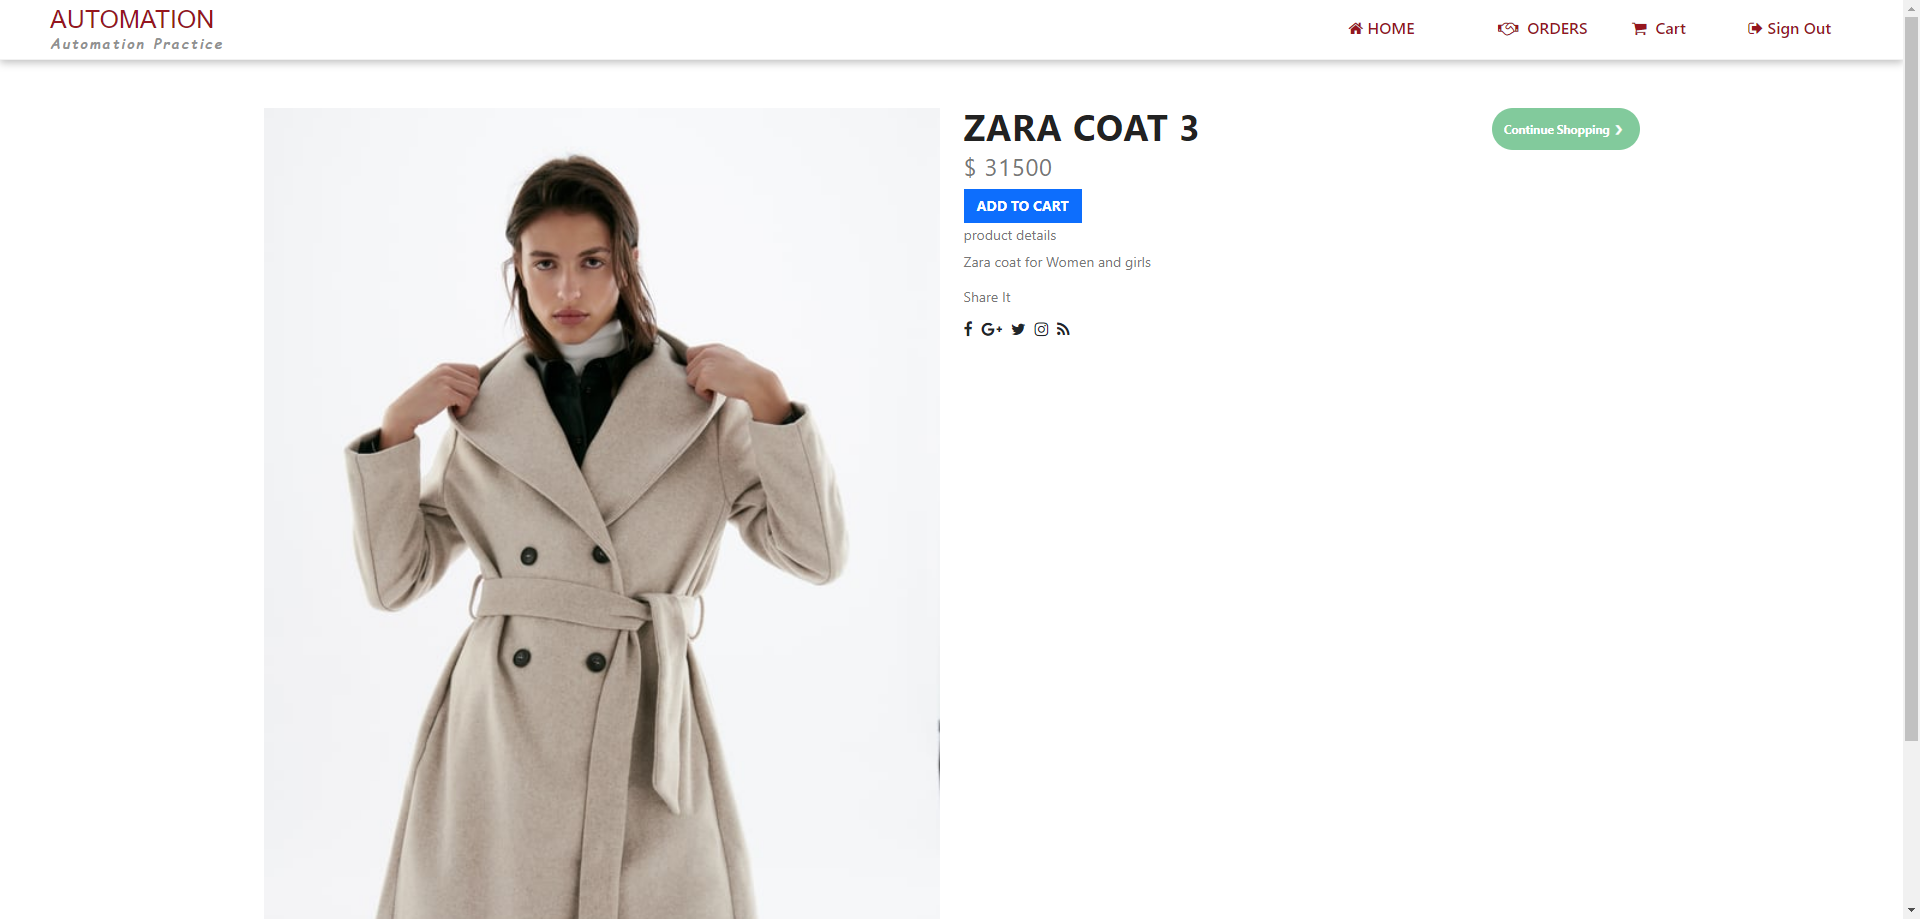 AUTOMATION
Automation Practice
HOME
ORDERS
Cart
Sign Out
ZARA COAT 3
$ 31500
Continue Shopping
ADD TO CART
product details
Zara coat for Women and girls
Share It